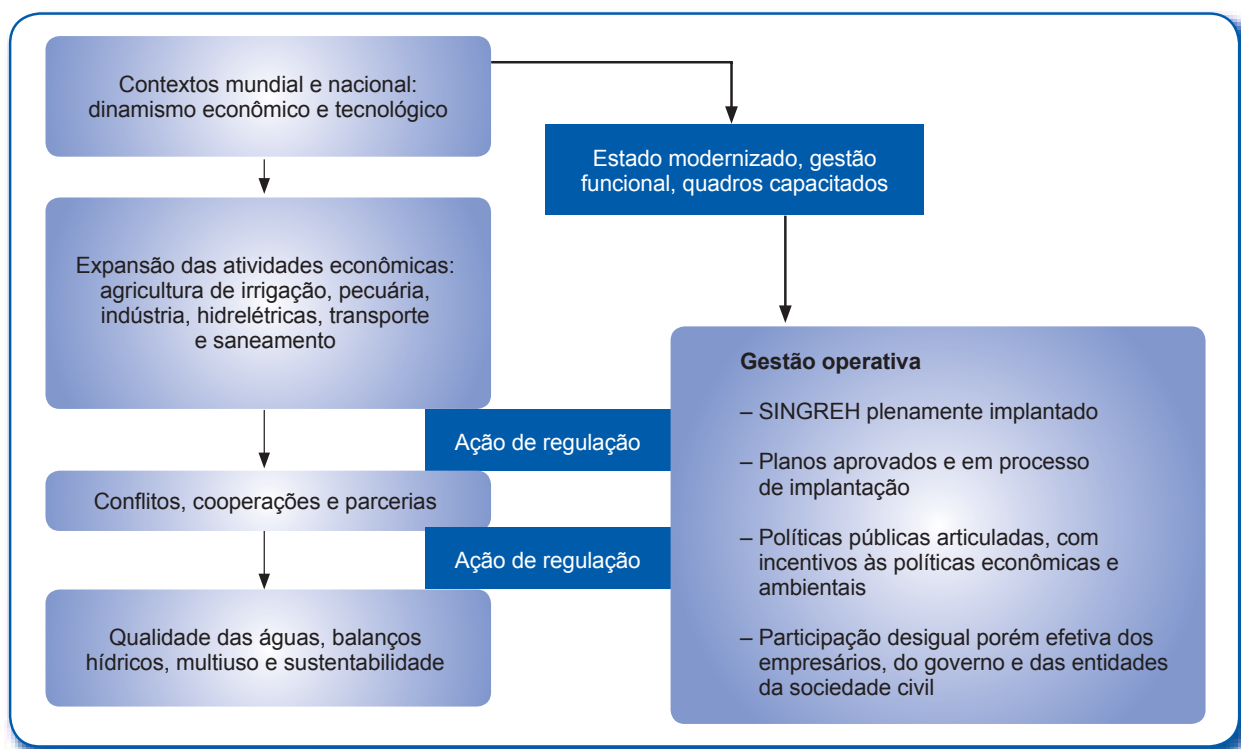 Contextos mundial e nacional:
dinamismo econômico e tecnológico
Estado modernizado, gestão
funcional, quadros capacitados
Expansão das atividades econômicas:
agricultura de irrigação, pecuária,
indústria, hidrelétricas, transporte
e saneamento
Ação de regulação
Conflitos, cooperações e parcerias
Ação de regulação
Qualidade das águas, balanços
hídricos, multiuso e sustentabilidade
Gestão operativa
– SINGREH plenamente implantado
– Planos aprovados e em processo
de implantação
– Políticas públicas articuladas, com
incentivos às políticas econômicas e
ambientais
– Participação desigual porém efetiva dos
empresários, do governo e das entidades
da sociedade civil